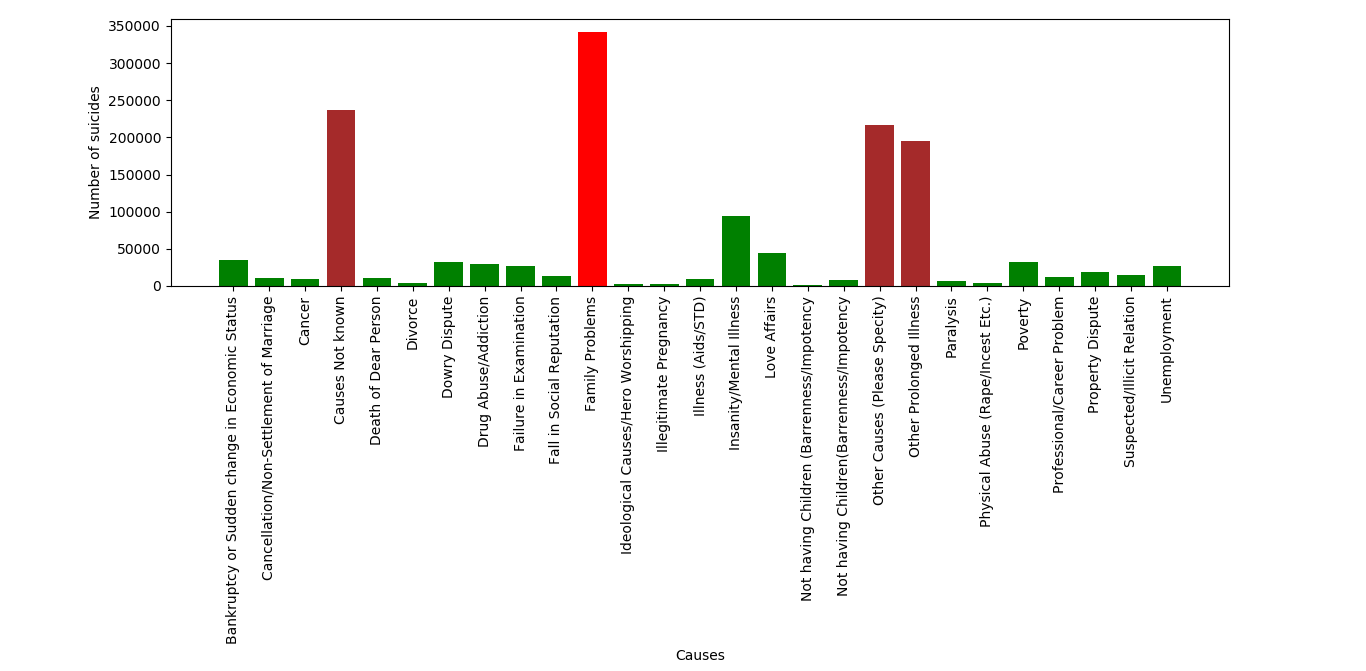 350000
300000
250000
200000
150000
100000
50000
0
Number of suicides
Bankruptcy or Sudden change in Economic Status
Cancellation/Non-Settlement of Marriage
Cancer
Causes Not known
Death of Dear Person
Divorce
Dowry Dispute
Drug Abuse/Addiction
Failure in Examination
Fall in Social Reputation
Family Problems
Ideological Causes/Hero Worshipping
Illegitimate Pregnancy
Illness (Aids/STD)
Insanity/Mental Illness
Love Affairs
Not having Children (Barrenness/Impotency
Not having Children(Barrenness/Impotency
Other Causes (Please Specity)
Other Prolonged Illness
Paralysis
Physical Abuse (Rape/Incest Etc.)
Poverty
Professional/Career Problem
Property Dispute
Suspected/Illicit Relation
Unemployment
Causes